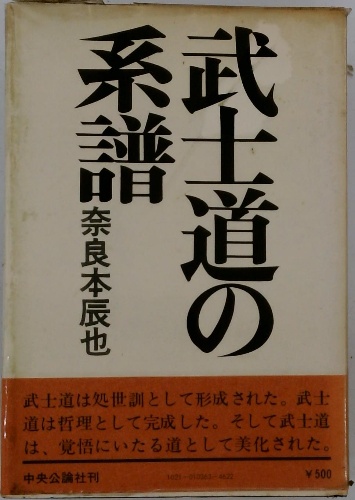 武士道の
系譜
奈良本辰也
武士道は処世訓として形成された。武士
道は哲理として完成した。そして武士道
は、覚悟にいたる道として美化された。
中央公論社刊
￥500